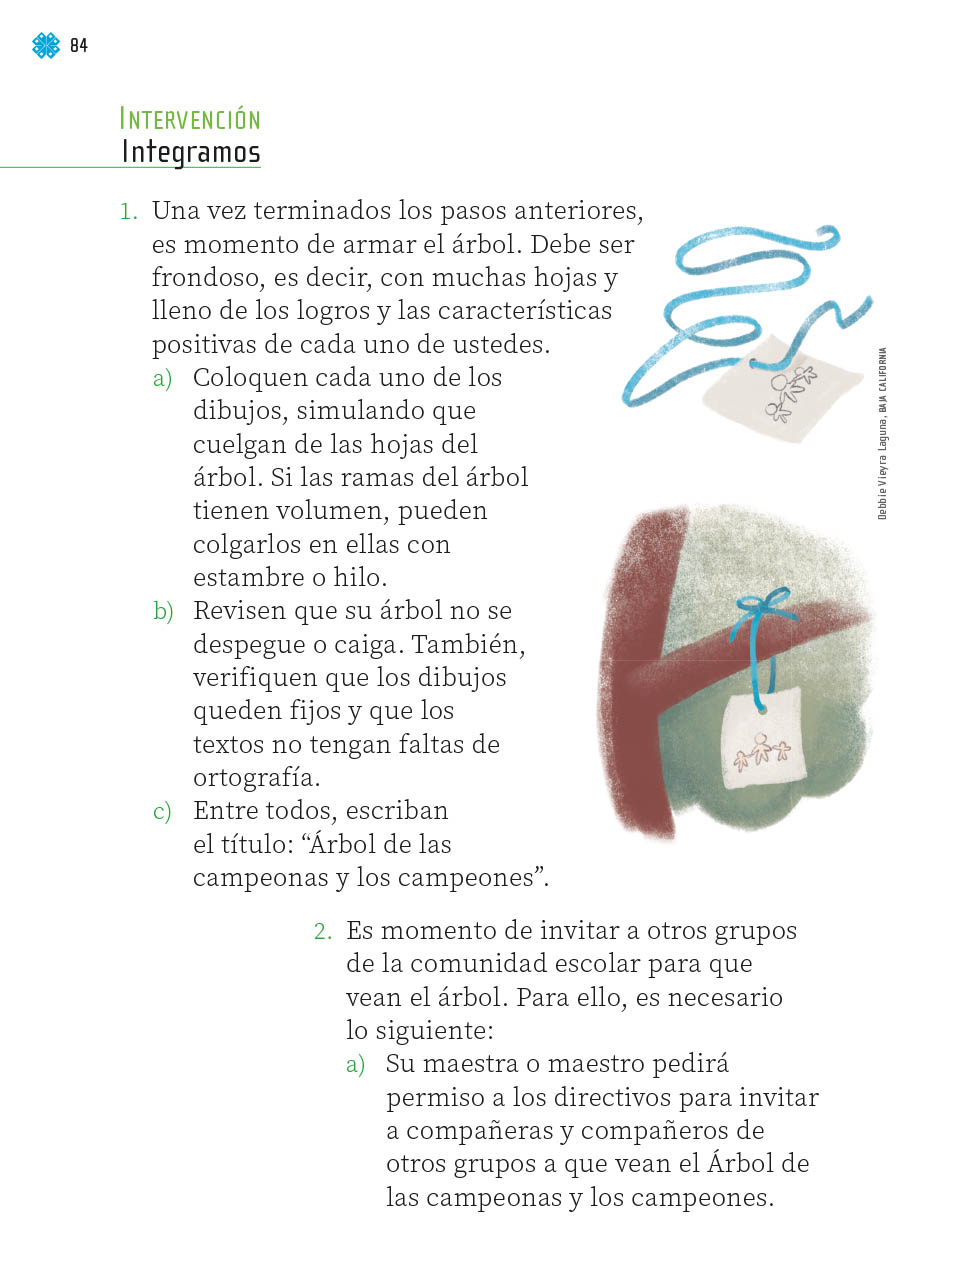 84
Intervención
Integramos
1. Una vez terminados los pasos anteriores,
es momento de armar el árbol. Debe ser
frondoso, es decir, con muchas hojas y
lleno de los logros y las características
positivas de cada uno de ustedes.
a) Coloquen cada uno de los
dibujos, simulando que
cuelgan de las hojas del
árbol. Si las ramas del árbol
tienen volumen, pueden
colgarlos en ellas con
estambre o hilo.
b) Revisen que su árbol no se
despegue o caiga. También,
verifiquen que los dibujos
queden fijos y que los
textos no tengan faltas de
ortografía.
c) Entre todos, escriban
el título: “Árbol de las
campeonas y los campeones”.
2. Es momento de invitar a otros grupos
de la comunidad escolar para que
vean el árbol. Para ello, es necesario
lo siguiente:
a) Su maestra o maestro pedirá
permiso a los directivos para invitar
a compañeras y compañeros de
otros grupos a que vean el Árbol de
las campeonas y los campeones.
Debbie Vieyra Laguna, BAJA CALIFORNIA